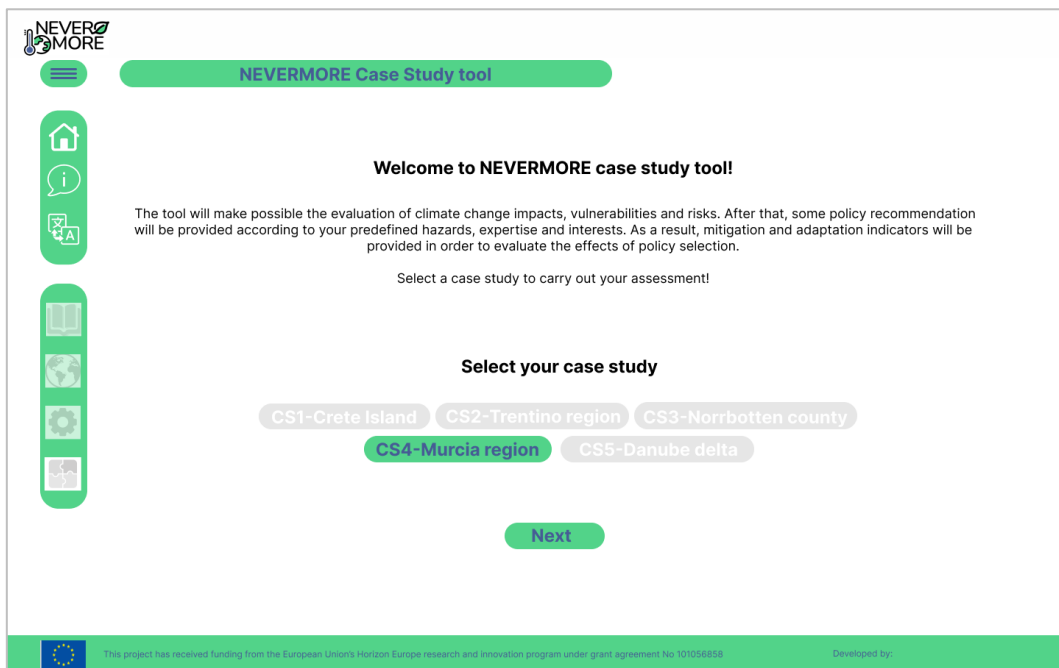 NEVER
MORE
NEVERMORE Case Study tool
Welcome to NEVERMORE case study tool!
The tool will make possible the evaluation of climate change impacts, vulnerabilities and risks. After that, some policy recommendation
will be provided according to your predefined hazards, expertise and interests. As a result, mitigation and adaptation indicators will be
provided in order to evaluate the effects of policy selection.
Select a case study to carry out your assessment!
Select your case study
CS1-Crete Island CS2-Trentino region CS3-Norrbotten county
CS4-Murcia region CS5-Danube delta
Next
This project has received funding from the European Union's Horizon Europe research and innovation program under grant agreement No 101056858 Developed by: